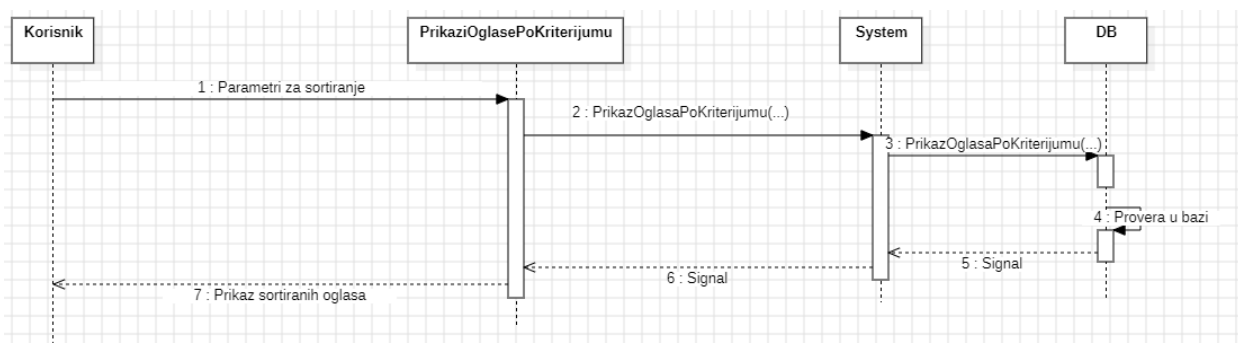 Korisnik
PrikaziOglasePoKriterijumu
System
DB
1 : Parametri za sortiranje
2 : PrikazOglasaPoKriterijumu(...)
3 : PrikazOglasaPoKriterijumu(...)
4 : Provera u bazi
5 : Signal
6 : Signal
7 : Prikaz sortiranih oglasa